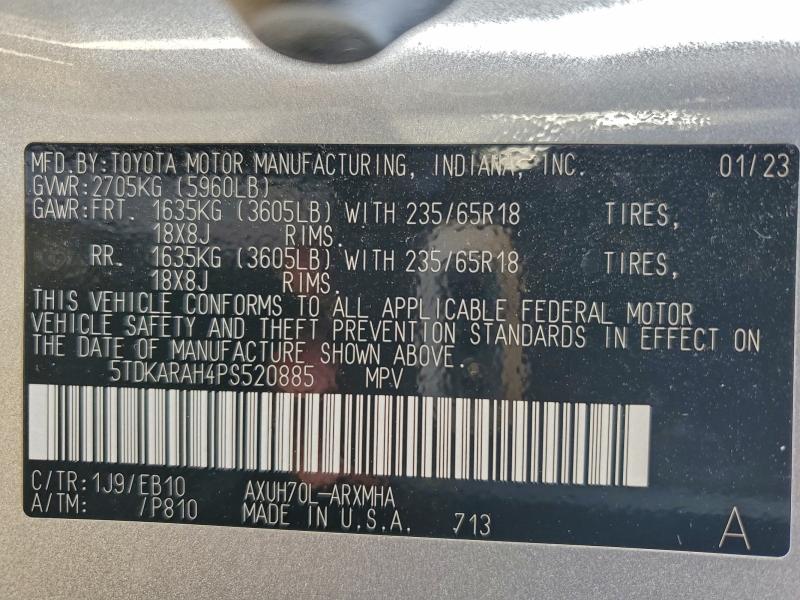 MFD.BY:TOYOTA MOTOR MANUFACTURING, INDIANA, INC. 01/23
GVWR:2705KG (5960LB)
GAWR:FRT. 1635KG (3605LB) WITH 235/65R18 TIRES,
18X8J RIMS.
RR. 1635KG (3605LB) WITH 235/65R18 TIRES,
18X8J RIMS.
THIS VEHICLE CONFORMS TO ALL APPLICABLE FEDERAL MOTOR
VEHICLE SAFETY AND THEFT PREVENTION STANDARDS IN EFFECT ON
THE DATE OF MANUFACTURE SHOWN ABOVE.
5TDKARAH4PS520885 MPV
C/TR:1J9/EB10 AXUH70L-ARXMHA
A/TM: /P810 MADE IN U.S.A. 713 A